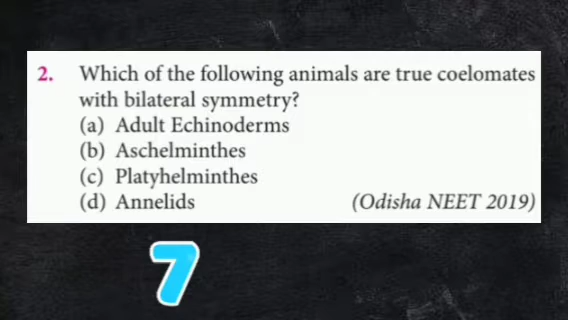 2. Which of the following animals are true coelomates
with bilateral symmetry?
(a) Adult Echinoderms
(b) Aschelminthes
(c) Platyhelminthes
(d) Annelids (Odisha NEET 2019)
7